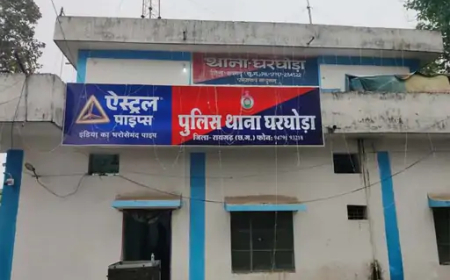 थाना-घरघोड़ा
ऐस्ट्रल
पाइप्स
इंडिया का भरोसेमंद पाइप
पुलिस थाना घरघोड़ा
जिला- रायगढ़ (छ.ग.) फोन: